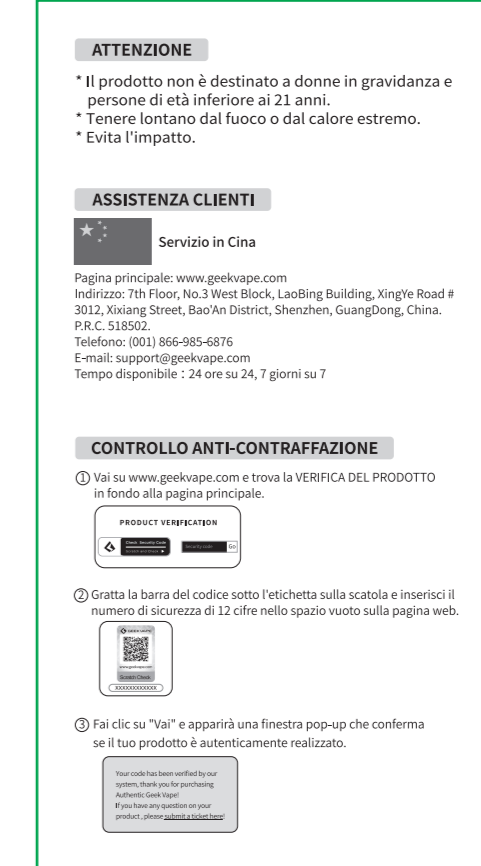 ATTENZIONE
* Il prodotto non è destinato a donne in gravidanza e
persone di età inferiore ai 21 anni.
* Tenere lontano dal fuoco o dal calore estremo.
* Evita l'impatto.
ASSISTENZA CLIENTI
Servizio in Cina
Pagina principale: www.geekvape.com
Indirizzo: 7th Floor, No.3 West Block, LaoBing Building, XingYe Road #
3012, Xixiang Street, Bao'An District, Shenzhen, GuangDong, China.
P.R.C. 518502.
Telefono: (001) 866-985-6876
E-mail: support@geekvape.com
Tempo disponibile：24 ore su 24, 7 giorni su 7
CONTROLLO ANTI-CONTRAFFAZIONE
① Vai su www.geekvape.com e trova la VERIFICA DEL PRODOTTO
in fondo alla pagina principale.
PRODUCT VERIFICATION
Check Security Code
Scratch and Check
Security code Go
② Gratta la barra del codice sotto l'etichetta sulla scatola e inserisci il
numero di sicurezza di 12 cifre nello spazio vuoto sulla pagina web.
www.geekvape.com
Scratch Check
XXXXXXXXXXXX
③ Fai clic su "Vai" e apparirà una finestra pop-up che conferma
se il tuo prodotto è autenticamente realizzato.
Your code has been verified by our
system, thank you for purchasing
Authentic Geek Vape!
If you have any question on your
product , please submit a ticket here!